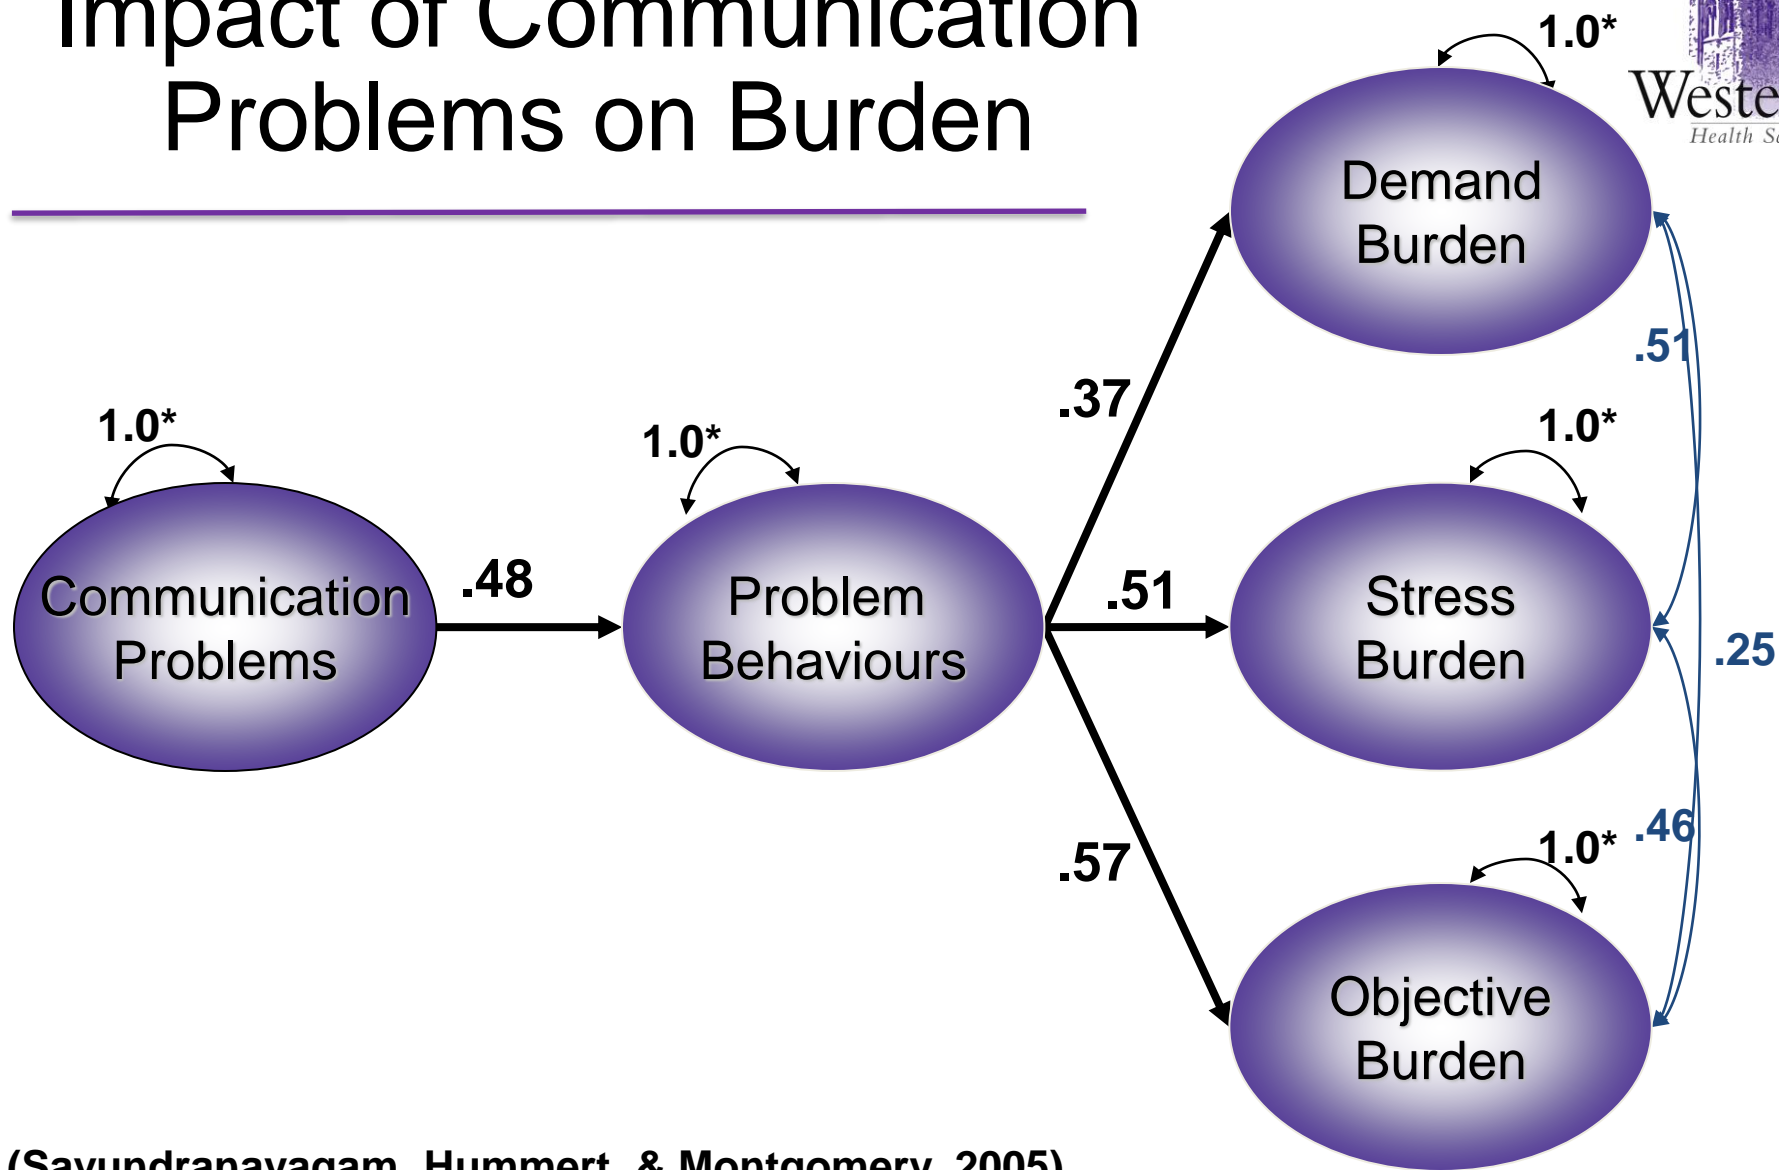 Impact of Communication
Problems on Burden
1.0*
Demand
Burden
.51
.37
1.0*
1.0*
1.0*
Communication
Problems
.48
Problem
Behaviours
.51
Stress
Burden
.25
.46
1.0*
.57
Objective
Burden
Health
(Savundranayagam, Hummert, & Montgomery, 2005)